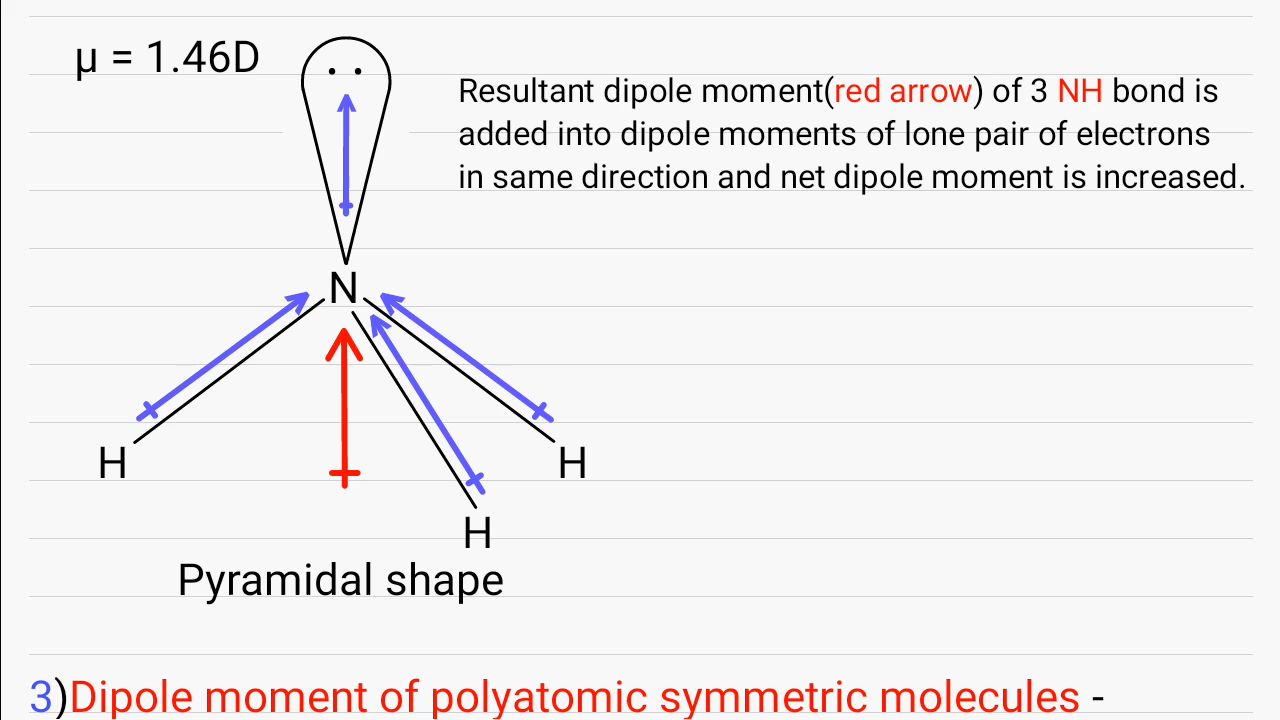 μ = 1.46D
Resultant dipole moment(red arrow) of 3 NH bond is
added into dipole moments of lone pair of electrons
in same direction and net dipole moment is increased.
N
H
H
H
Pyramidal shape
3)Dipole moment of polyatomic symmetric molecules -